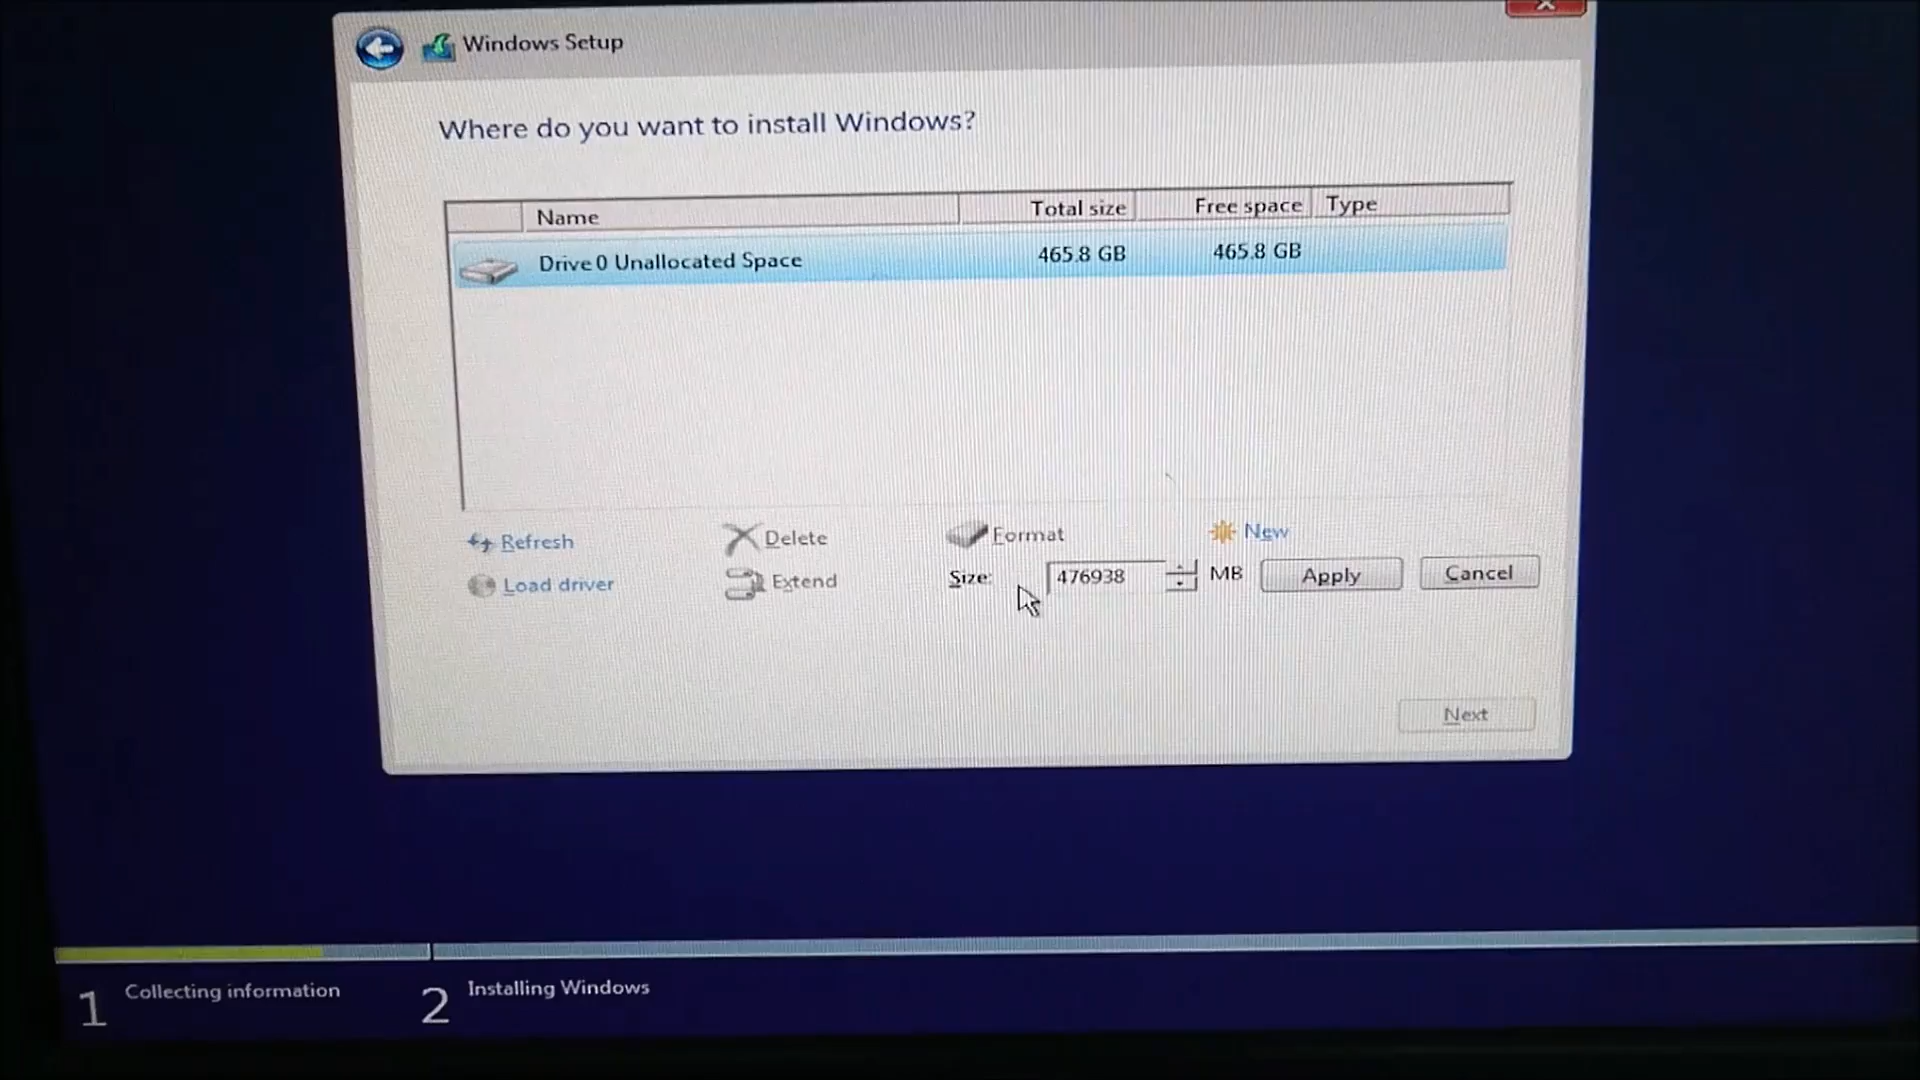 Windows Setup
Where do you want to install Windows?
Name Total size Free space Type
Drive 0 Unallocated Space 465.8 GB 465.8 GB
Refresh Delete Format New
Load driver Extend Size: 476938 MB Apply Cancel
Next
1 Collecting information 2 Installing Windows